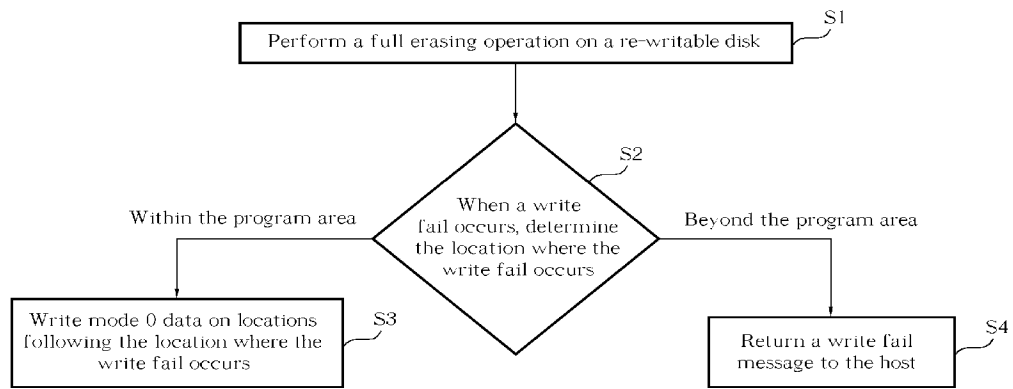 S1
Perform a full erasing operation on a re-writable disk
S2
When a write
fail occurs, determine
the location where the
write fail occurs
Within the program area
Beyond the program area
Write mode 0 data on locations
following the location where the
write fail occurs
S3
Return a write fail
message to the host
S4